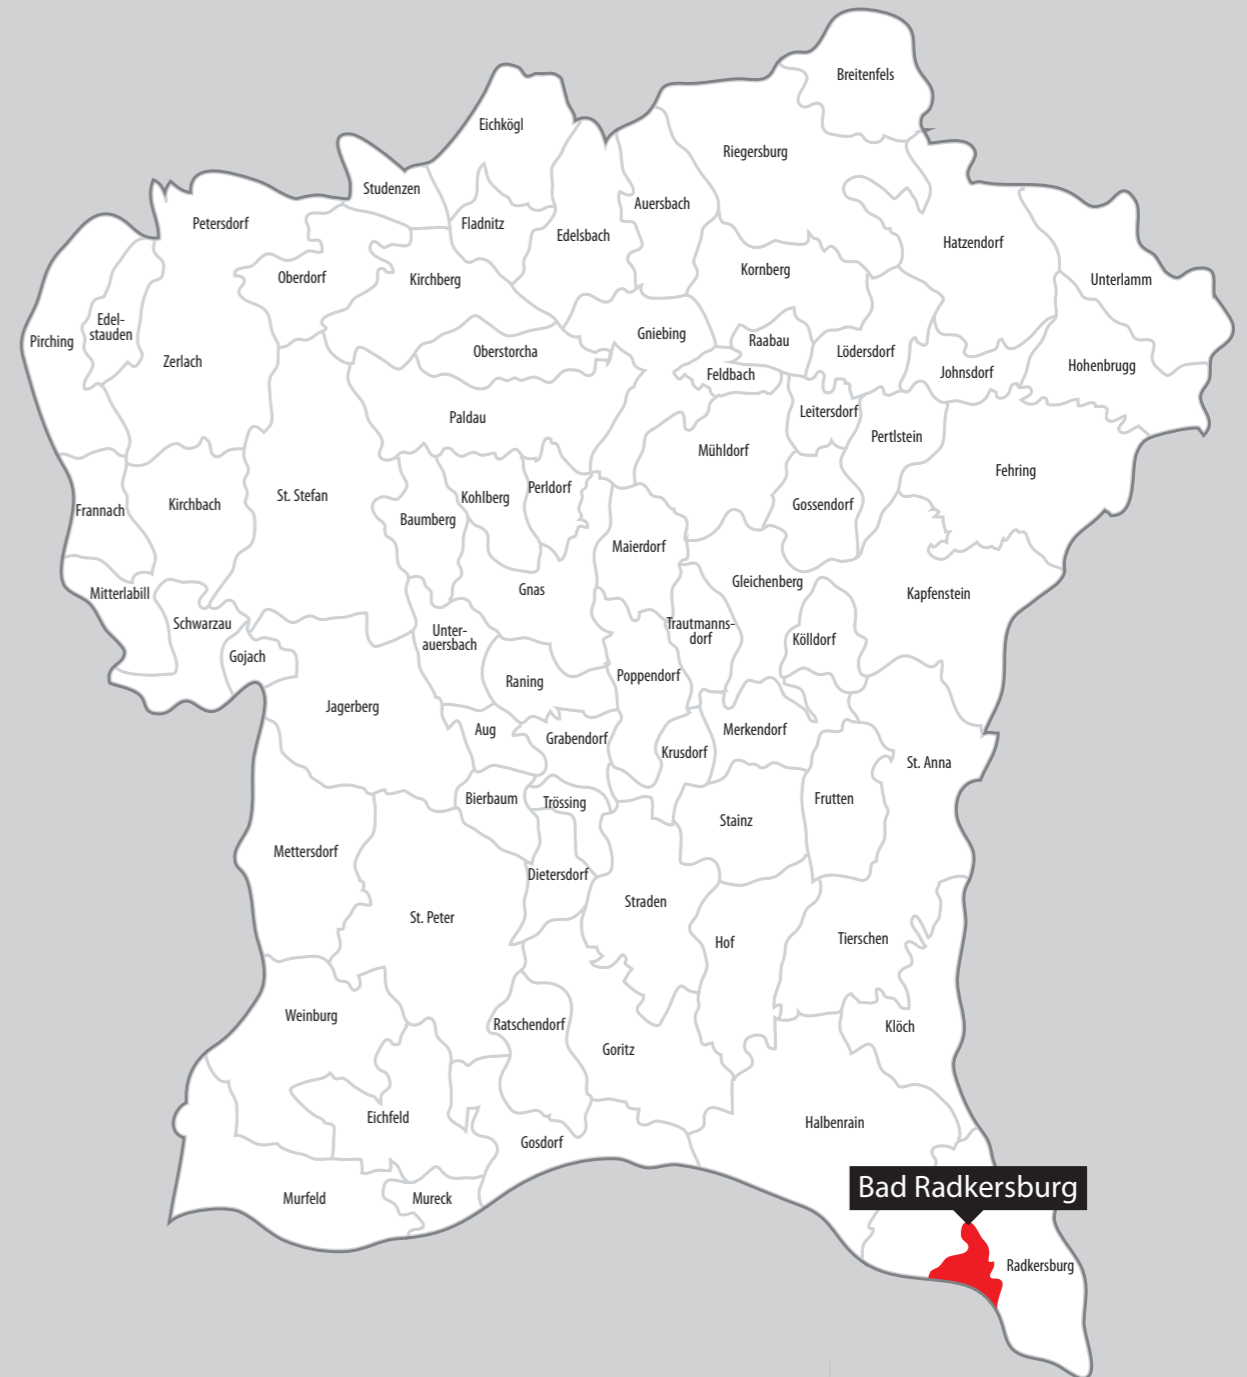 Breitenfels
Eichkögl
Riegersburg
Studenzen
Auersbach
Petersdorf
Fladnitz
Edelsbach
Hatzendorf
Oberdorf
Kirchberg
Kornberg
Unterlamm
Edel-
stauden
Pirching
Gniebing
Raabau
Oberstorcha
Lödersdorf
Zerlach
Feldbach
Johnsdorf
Hohenbrugg
Leitersdorf
Paldau
Pertlstein
Mühldorf
Fehring
St. Stefan
Kohlberg
Perldorf
Kirchbach
Gossendorf
Frannach
Baumberg
Maierdorf
Gleichenberg
Gnas
Mitterlabill
Kapfenstein
Schwarzau
Unter-
auersbach
Trautmanns-
dorf
Kölldorf
Gojach
Raning
Poppendorf
Jagerberg
Aug
Grabendorf
Merkendorf
Krusdorf
St. Anna
Bierbaum
Trössing
Frutten
Stainz
Mettersdorf
Dietersdorf
Straden
St. Peter
Hof
Tierschen
Weinburg
Ratschendorf
Klöch
Goritz
Eichfeld
Halbenrain
Gosdorf
Bad Radkersburg
Murfeld
Mureck
Radkersburg